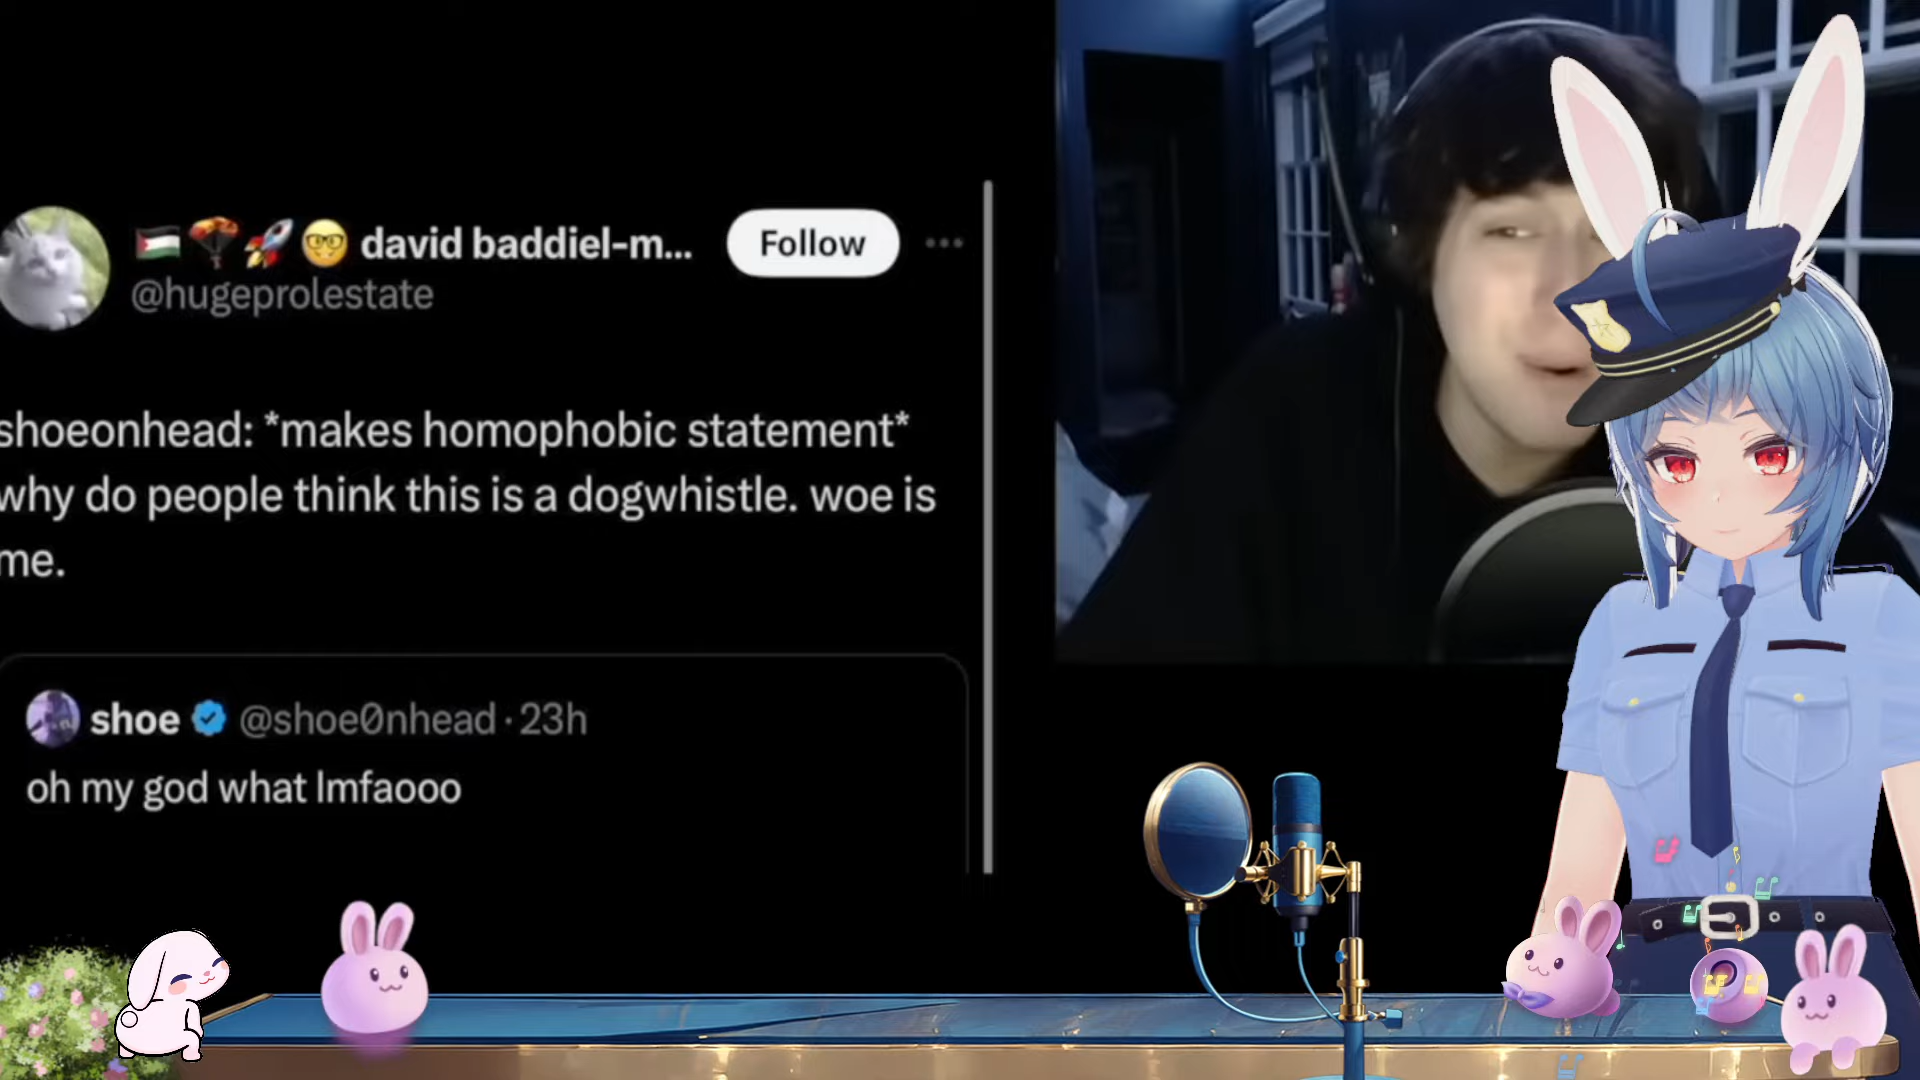 🇵🇸🪂🚀🤓 david baddiel-m...
Follow
@hugeprolestate
shoeonhead: *makes homophobic statement*
why do people think this is a dogwhistle. woe is
me.
shoe @shoe0nhead · 23h
oh my god what lmfaooo